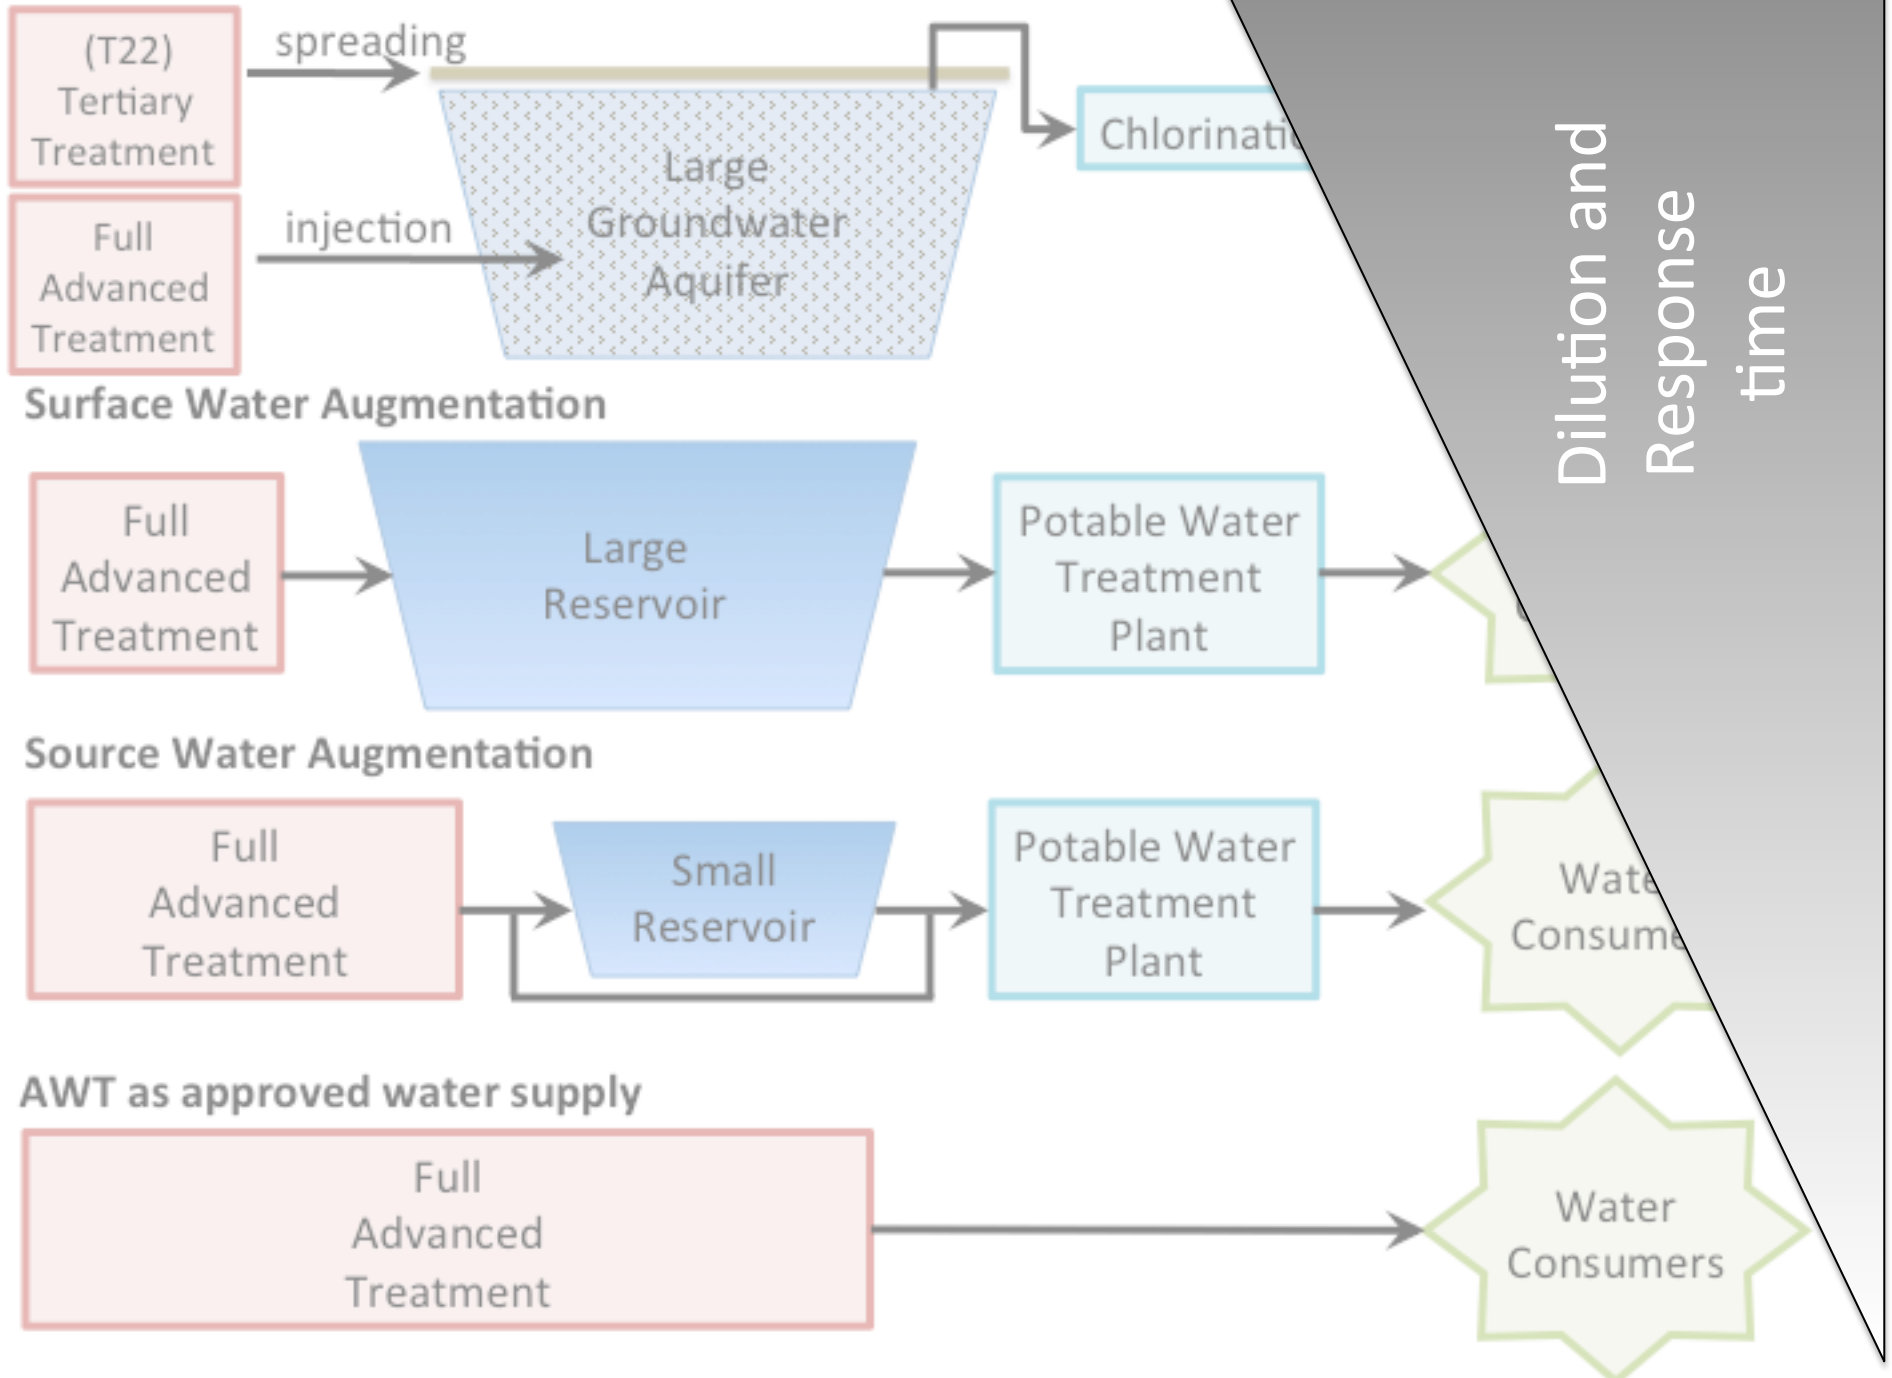 (T22)
Tertiary
Treatment
spreading
Full
Advanced
Treatment
injection
Large
Groundwater
Aquifer
Dilution and
Response
time
Surface Water Augmentation
Full
Advanced
Treatment
Large
Reservoir
Potable Water
Treatment
Plant
Source Water Augmentation
Full
Advanced
Treatment
Small
Reservoir
Potable Water
Treatment
Plant
AWT as approved water supply
Full
Advanced
Treatment
Water
Consumers